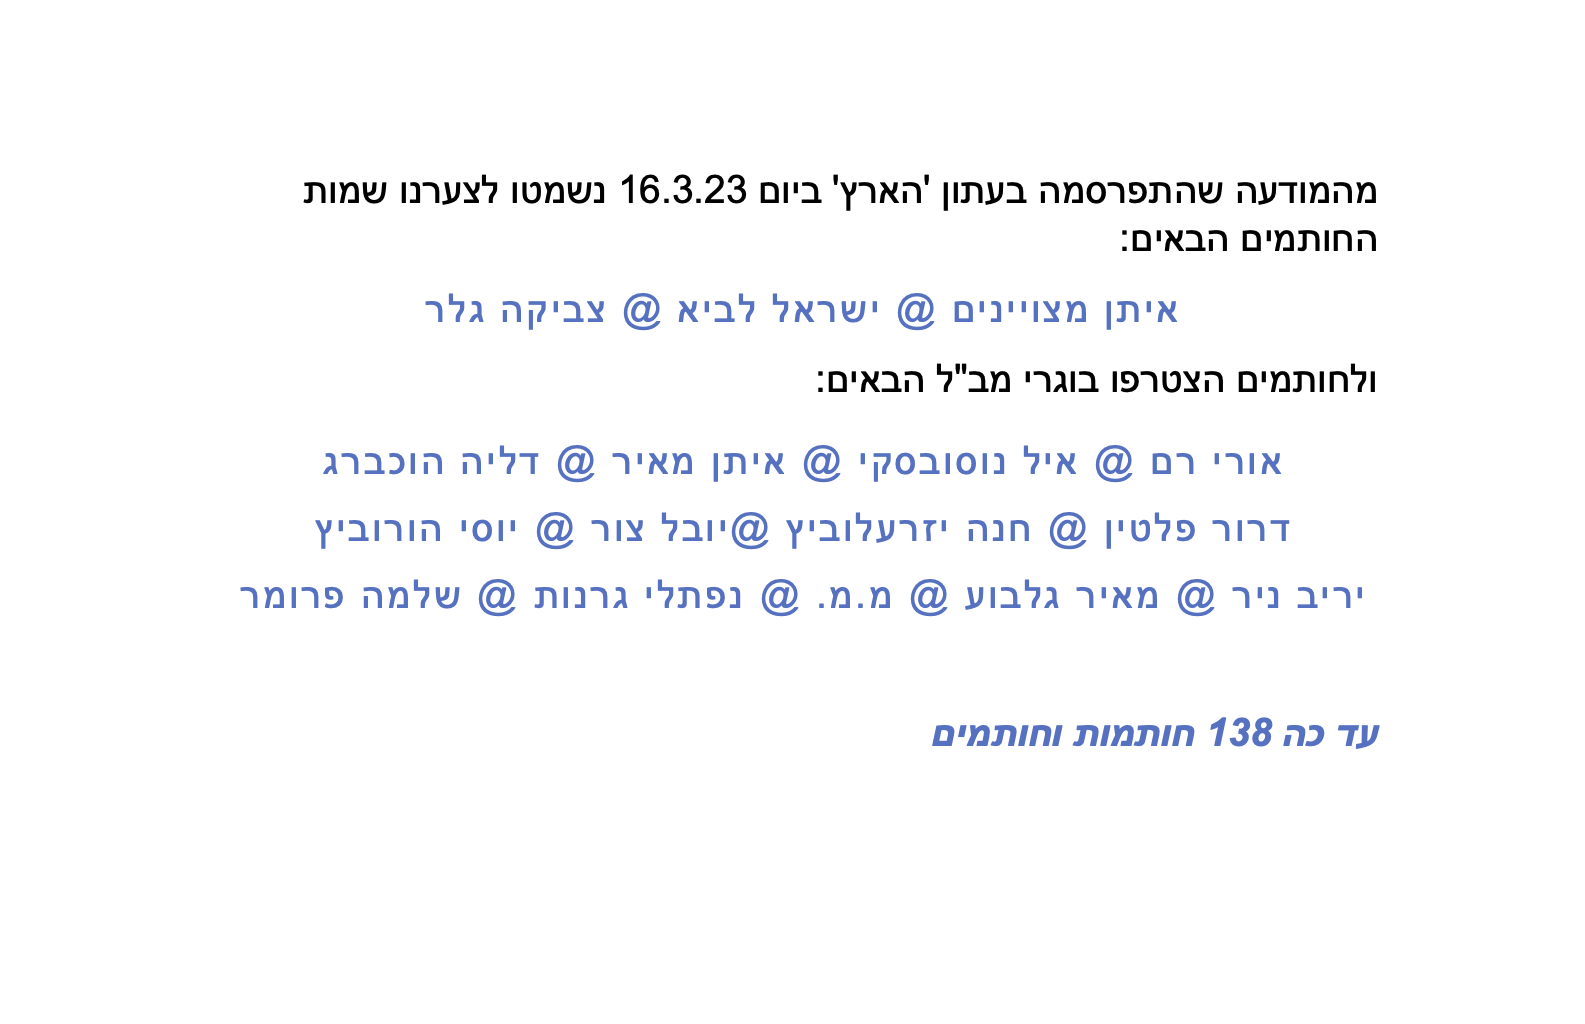 מהמודעה שהתפרסמה בעתון 'הארץ' ביום 16.3.23 נשמטו לצערנו שמות
החותמים הבאים:
איתן מצויינים @ ישראל לביא @ צביקה גלר
ולחותמים הצטרפו בוגרי מב"ל הבאים:
אורי רם @ איל נוסובסקי @ איתן מאיר @ דליה הוכברג
דרור פלטין @ חנה יזרעלוביץ @יובל צור @ יוסי הורוביץ
יריב ניר @ מאיר גלבוע @ מ.מ. @ נפתלי גרנות @ שלמה פרומר
עד כה 138 חותמות וחותמים